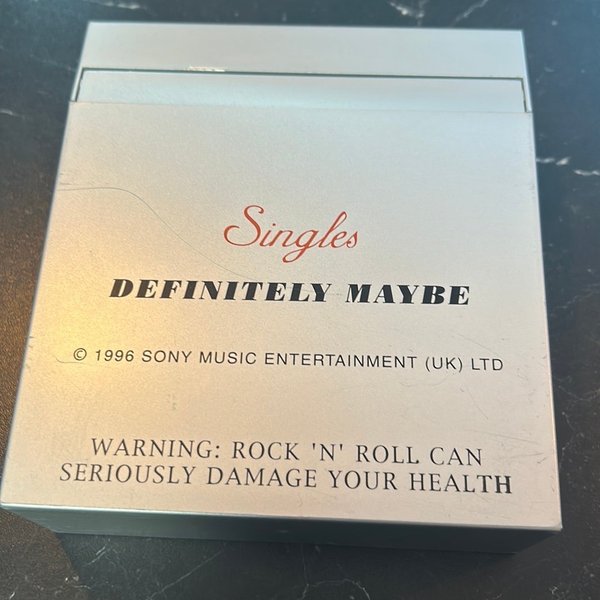 Singles
DEFINITELY MAYBE
© 1996 SONY MUSIC ENTERTAINMENT (UK) LTD
WARNING: ROCK 'N' ROLL CAN
SERIOUSLY DAMAGE YOUR HEALTH